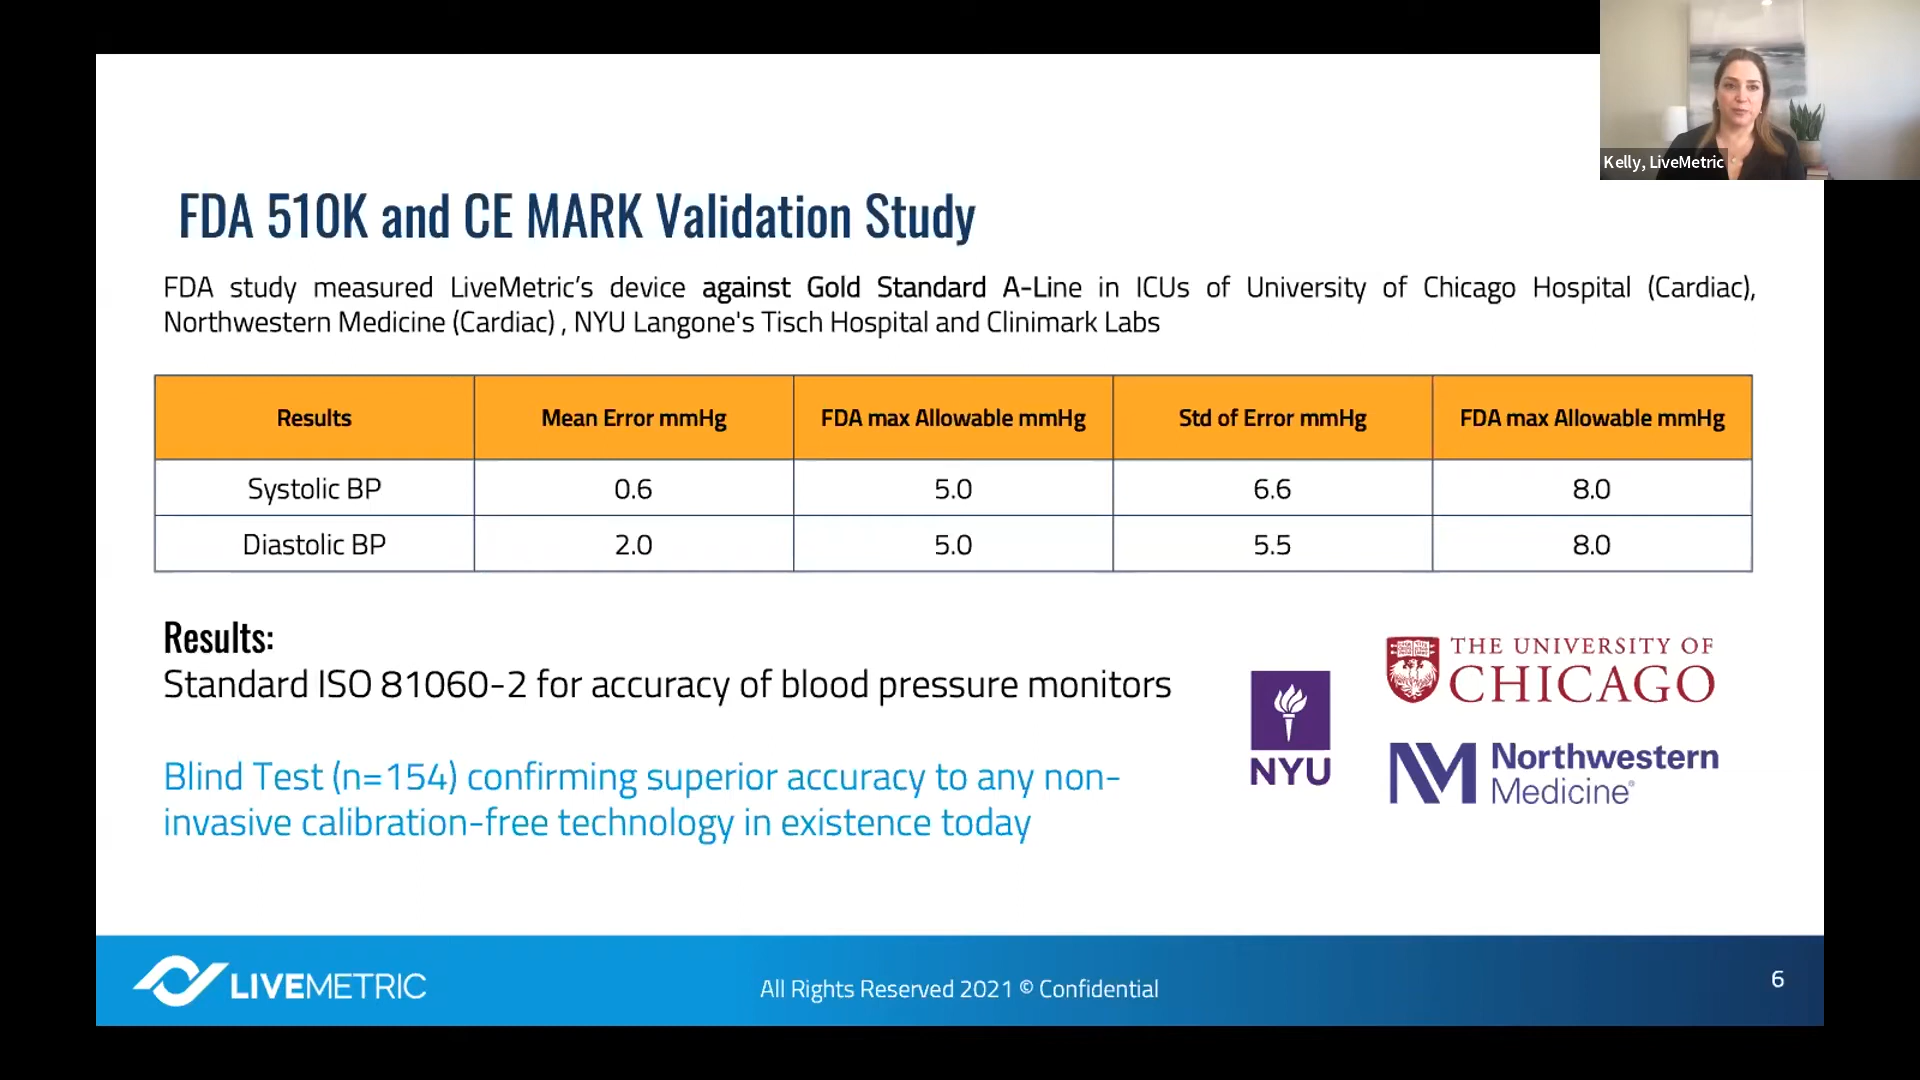 Kelly, LiveMetric
FDA 510K and CE MARK Validation Study
FDA study measured LiveMetric’s device against Gold Standard A-Line in ICUs of University of Chicago Hospital (Cardiac),
Northwestern Medicine (Cardiac) , NYU Langone's Tisch Hospital and Clinimark Labs
Results Mean Error mmHg FDA max Allowable mmHg Std of Error mmHg FDA max Allowable mmHg
Systolic BP 0.6 5.0 6.6 8.0
Diastolic BP 2.0 5.0 5.5 8.0
Results:
Standard ISO 81060-2 for accuracy of blood pressure monitors
Blind Test (n=154) confirming superior accuracy to any non-
invasive calibration-free technology in existence today
NYU
THE UNIVERSITY OF
CHICAGO
NM Northwestern
Medicine®
LIVEMETRIC
All Rights Reserved 2021 © Confidential
6